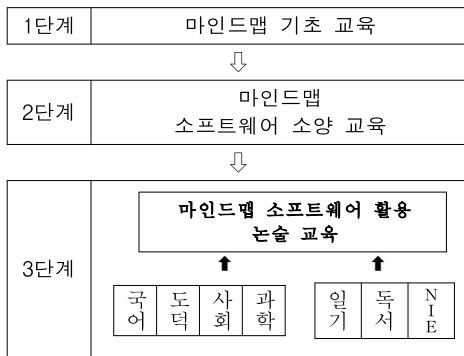 1단계 마인드맵 기초 교육
2단계 마인드맵
소프트웨어 소양 교육
3단계
마인드맵 소프트웨어 활용
논술 교육
국어 도덕 사회 과학 일기 독서 NIE